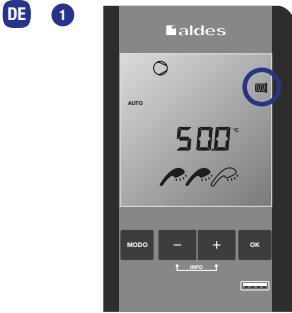 DE 1
aldes
AUTO
50.0 °C
MODO − + OK
INFO